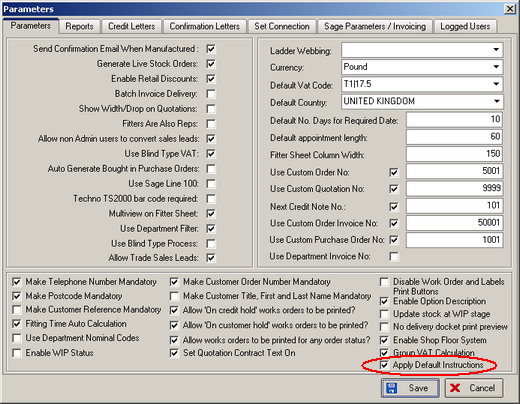 Parameters
Parameters Reports Credit Letters Confirmation Letters Set Connection Sage Parameters / Invoicing Logged Users
Send Confirmation Email When Manufactured :
Generate Live Stock Orders:
Enable Retail Discounts:
Batch Invoice Delivery:
Show Width/Drop on Quotations:
Fitters Are Also Reps:
Allow non Admin users to convert sales leads:
Use Blind Type VAT:
Auto Generate Bought in Purchase Orders:
Use Sage Line 100:
Techno TS2000 bar code required:
Multiview on Fitter Sheet:
Use Department Filter:
Use Blind Type Process:
Allow Trade Sales Leads:
Ladder Webbing:
Currency: Pound
Default Vat Code: T1|17.5
Default Country: UNITED KINGDOM
Default No. Days for Required Date: 10
Default appointment length: 60
Fitter Sheet Column Width: 150
Use Custom Order No: 5001
Use Custom Quotation No: 9999
Next Credit Note No.: 101
Use Custom Order Invoice No: 50001
Use Custom Purchase Order No: 1001
Use Department Invoice No:
Make Telephone Number Mandatory
Make Postcode Mandatory
Make Customer Reference Mandatory
Fitting Time Auto Calculation
Use Department Nominal Codes
Enable WIP Status
Make Customer Order Number Mandatory
Make Customer Title, First and Last Name Mandatory
Allow 'On credit hold' works orders to be printed?
Allow 'On customer hold' works orders to be printed?
Allow works orders to be printed for any order status?
Set Quotation Contract Text On
Disable Work Order and Labels
Print Buttons
Enable Option Description
Update stock at WIP stage
No delivery docket print preview
Enable Shop Floor System
Group VAT Calculation
Apply Default Instructions
Save Cancel